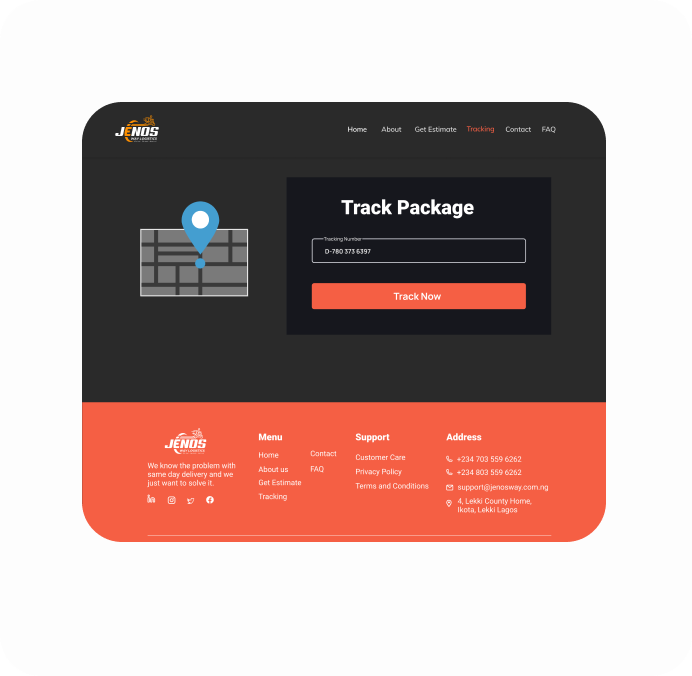 JENOS
WAY LOGISTICS
Home About Get Estimate Tracking Contact FAQ
Track Package
Tracking Number
D-780 373 6397
Track Now
JENOS
WAY LOGISTICS
We know the problem with
same day delivery and we
just want to solve it.
Menu
Home
About us
Get Estimate
Tracking
Contact
FAQ
Support
Customer Care
Privacy Policy
Terms and Conditions
Address
+234 703 559 6262
+234 803 559 6262
support@jenosway.com.ng
4, Lekki County Home,
Ikota, Lekki Lagos